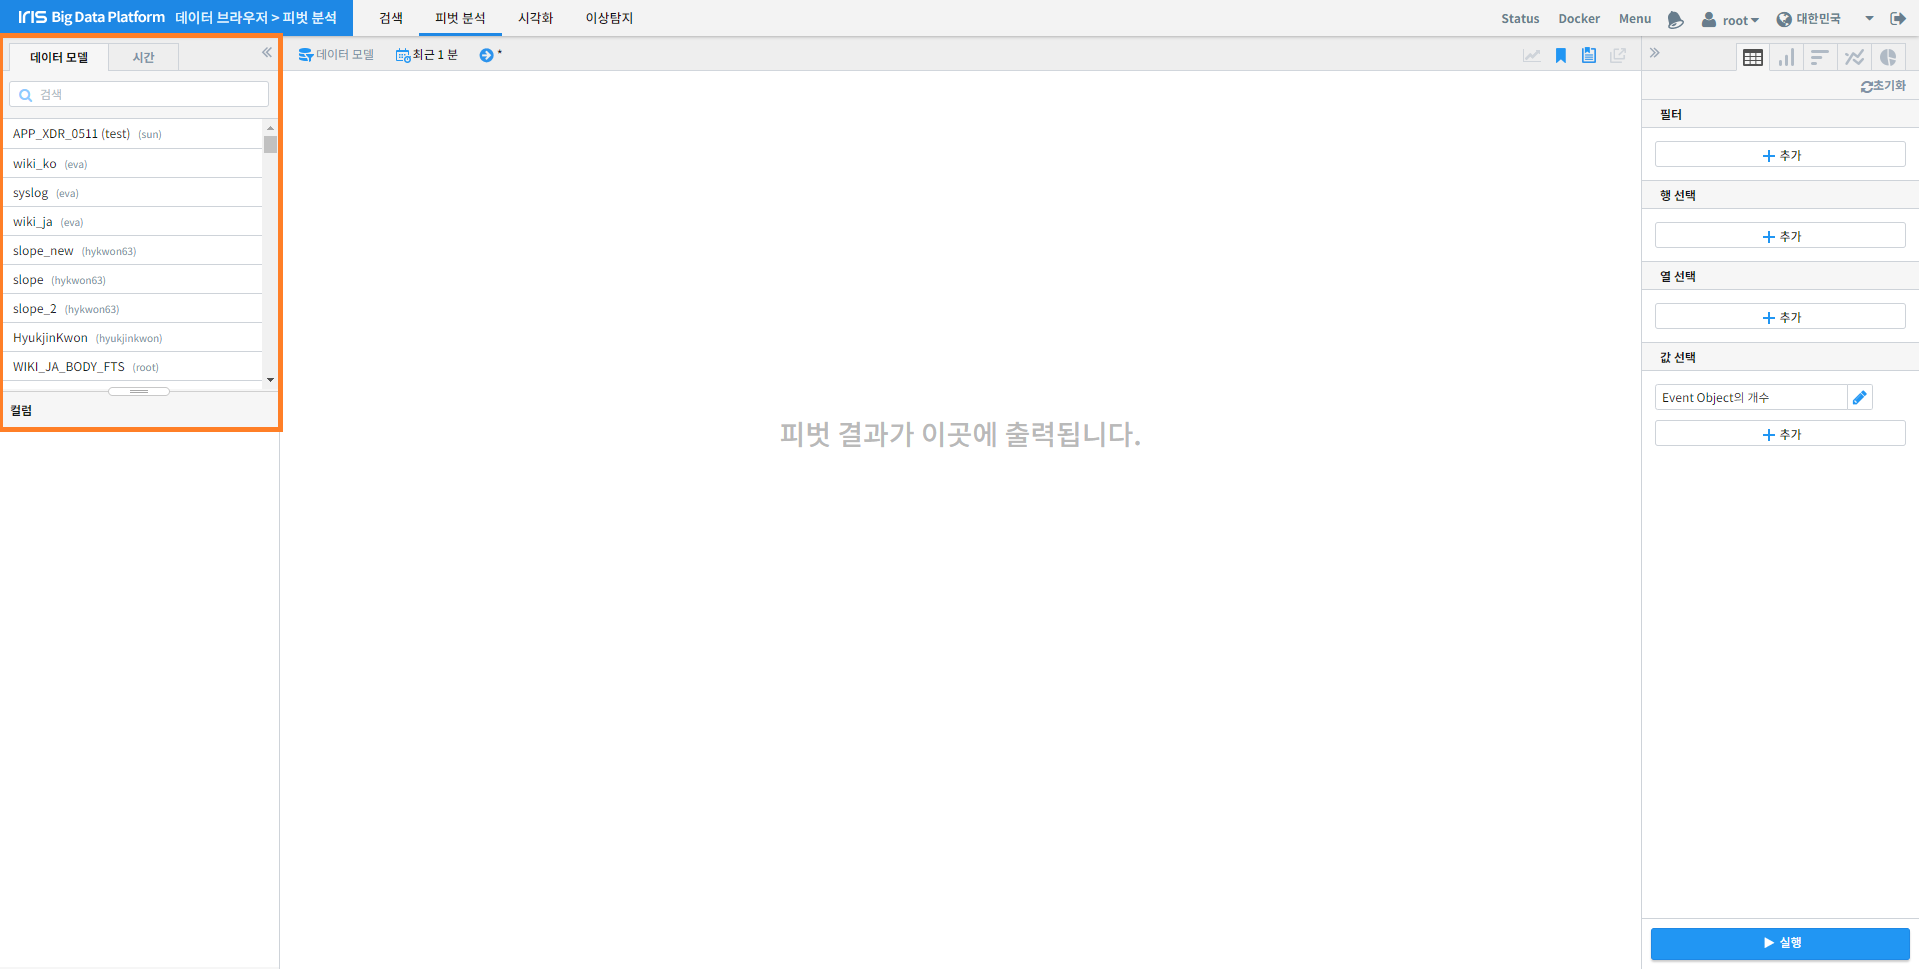 IRIS Big Data Platform 데이터 브라우저 > 피벗 분석
검색 피벗 분석 시각화 이상탐지
Status Docker Menu root 대한민국
데이터 모델 시간
검색
APP_XDR_0511 (test) (sun)
wiki_ko (eva)
syslog (eva)
wiki_ja (eva)
slope_new (hykwon63)
slope (hykwon63)
slope_2 (hykwon63)
HyukjinKwon (hyukjinkwon)
WIKI_JA_BODY_FTS (root)
컬럼
데이터 모델 최근 1 분 *
피벗 결과가 이곳에 출력됩니다.
초기화
필터
+ 추가
행 선택
+ 추가
열 선택
+ 추가
값 선택
Event Object의 개수
+ 추가
실행